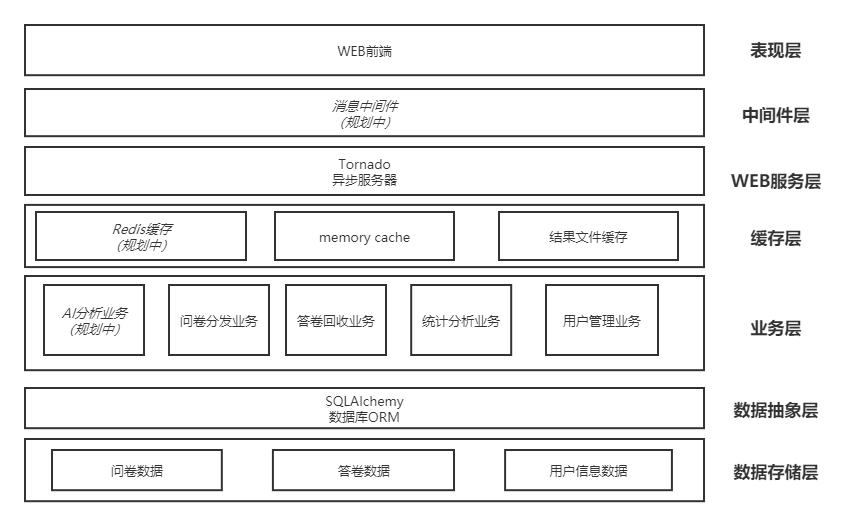 WEB前端
表现层
消息中间件
（规划中）
中间件层
Tornado
异步服务器
WEB服务层
Redis缓存
（规划中）
memory cache
结果文件缓存
缓存层
AI分析业务
（规划中）
问卷分发业务
答卷回收业务
统计分析业务
用户管理业务
业务层
SQLAlchemy
数据库ORM
数据抽象层
问卷数据
答卷数据
用户信息数据
数据存储层